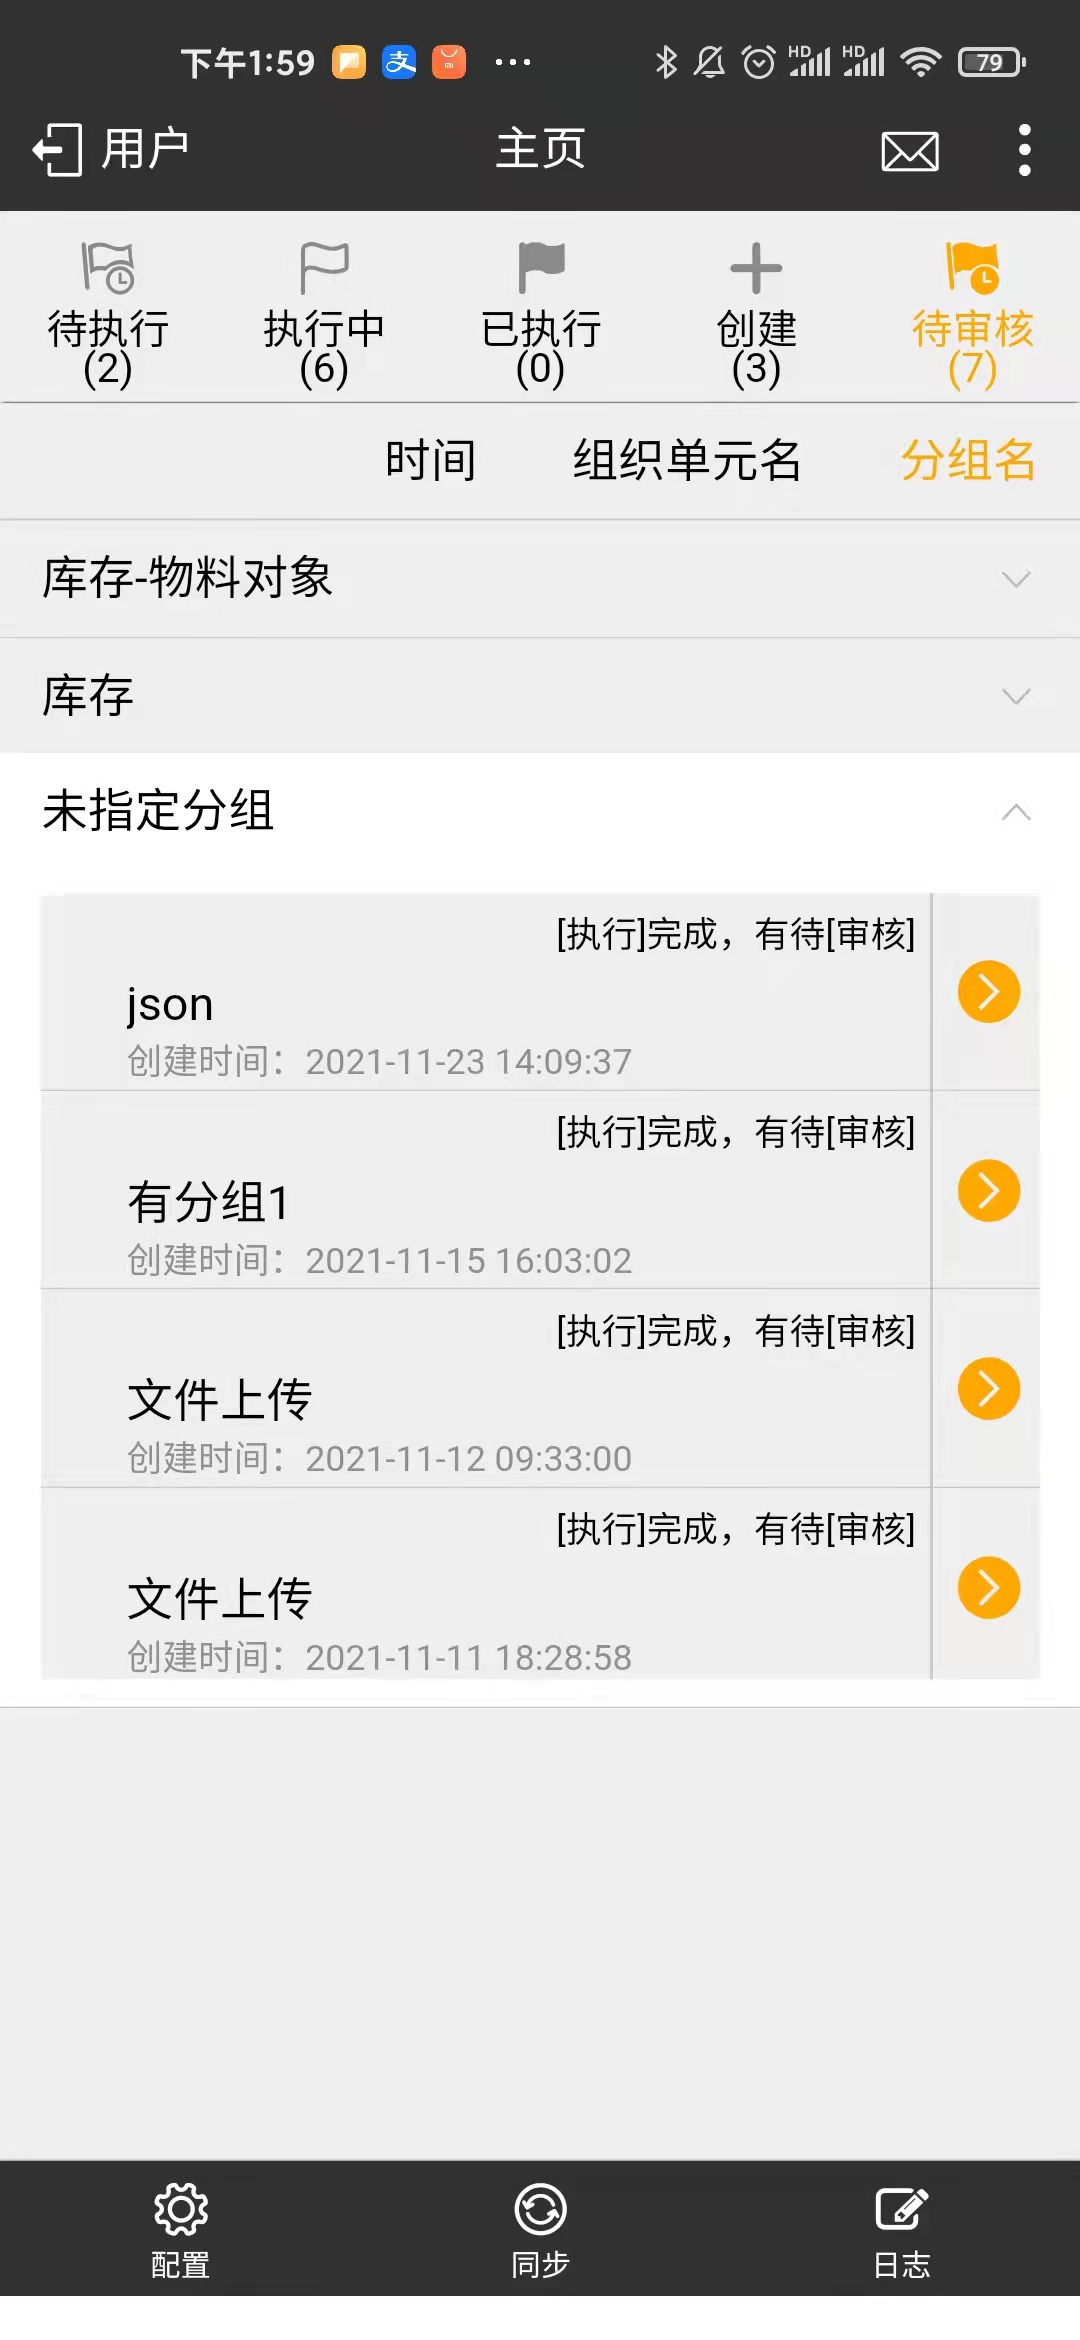 下午1:59 支 mi ... HD HD 79
用户 主页
待执行 执行中 已执行 创建 待审核
(2) (6) (0) (3) (7)
时间 组织单元名 分组名
库存-物料对象
库存
未指定分组
[执行]完成，有待[审核]
json
创建时间：2021-11-23 14:09:37
[执行]完成，有待[审核]
有分组1
创建时间：2021-11-15 16:03:02
[执行]完成，有待[审核]
文件上传
创建时间：2021-11-12 09:33:00
[执行]完成，有待[审核]
文件上传
创建时间：2021-11-11 18:28:58
配置 同步 日志